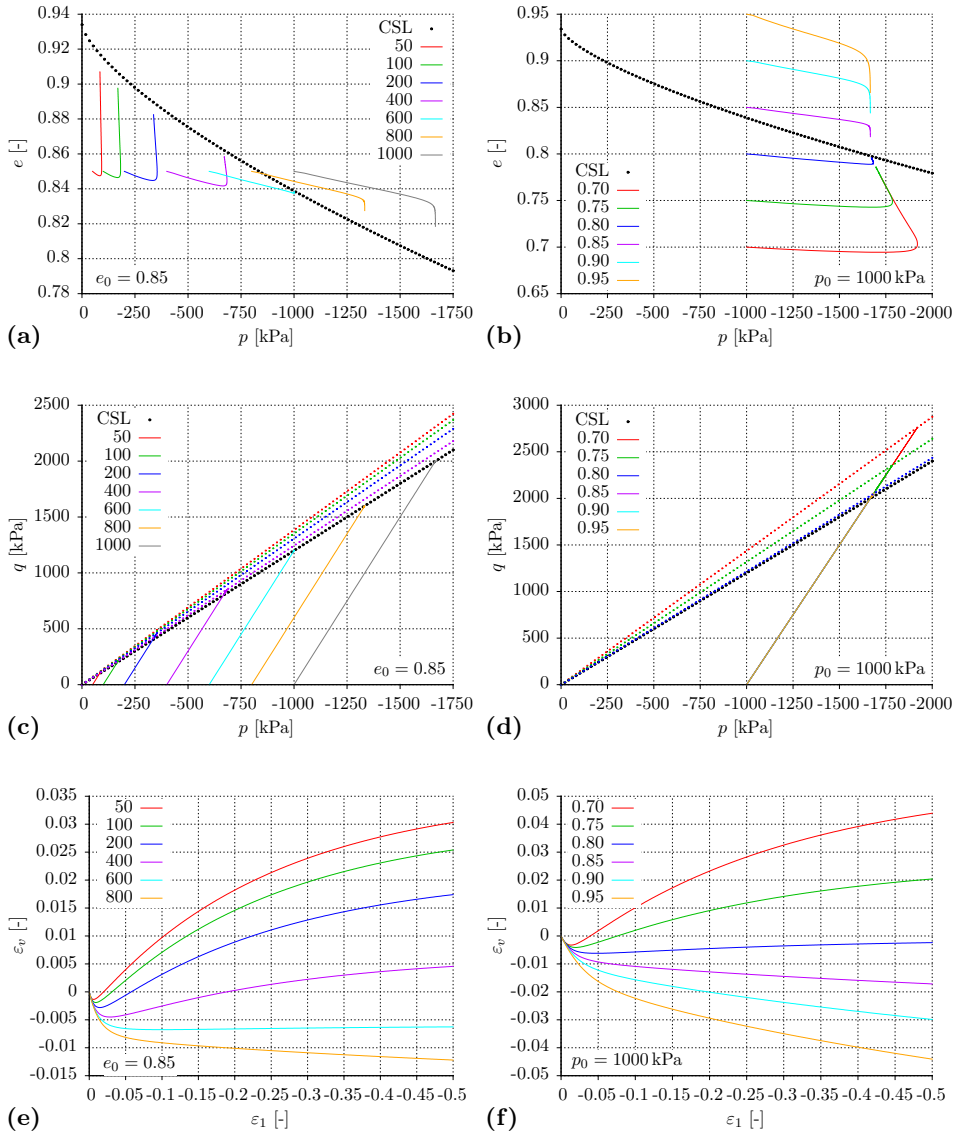 0.94
0.92
0.9
0.88
0.86
0.84
0.82
0.8
0.78
e [-]
0 -250 -500 -750 -1000 -1250 -1500 -1750
p [kPa]
CSL
50
100
200
400
600
800
1000
e0 = 0.85
(a)
0.95
0.9
0.85
0.8
0.75
0.7
0.65
e [-]
0 -250 -500 -750 -1000 -1250 -1500 -1750 -2000
p [kPa]
CSL
0.70
0.75
0.80
0.85
0.90
0.95
p0 = 1000 kPa
(b)
2500
2000
1500
1000
500
0
q [kPa]
0 -250 -500 -750 -1000 -1250 -1500 -1750
p [kPa]
CSL
50
100
200
400
600
800
1000
e0 = 0.85
(c)
3000
2500
2000
1500
1000
500
0
q [kPa]
0 -250 -500 -750 -1000 -1250 -1500 -1750 -2000
p [kPa]
CSL
0.70
0.75
0.80
0.85
0.90
0.95
p0 = 1000 kPa
(d)
0.035
0.03
0.025
0.02
0.015
0.01
0.005
0
-0.005
-0.01
-0.015
εv [-]
0 -0.05 -0.1 -0.15 -0.2 -0.25 -0.3 -0.35 -0.4 -0.45 -0.5
ε1 [-]
50
100
200
400
600
800
e0 = 0.85
(e)
0.05
0.04
0.03
0.02
0.01
0
-0.01
-0.02
-0.03
-0.04
-0.05
εv [-]
0 -0.05 -0.1 -0.15 -0.2 -0.25 -0.3 -0.35 -0.4 -0.45 -0.5
ε1 [-]
0.70
0.75
0.80
0.85
0.90
0.95
p0 = 1000 kPa
(f)